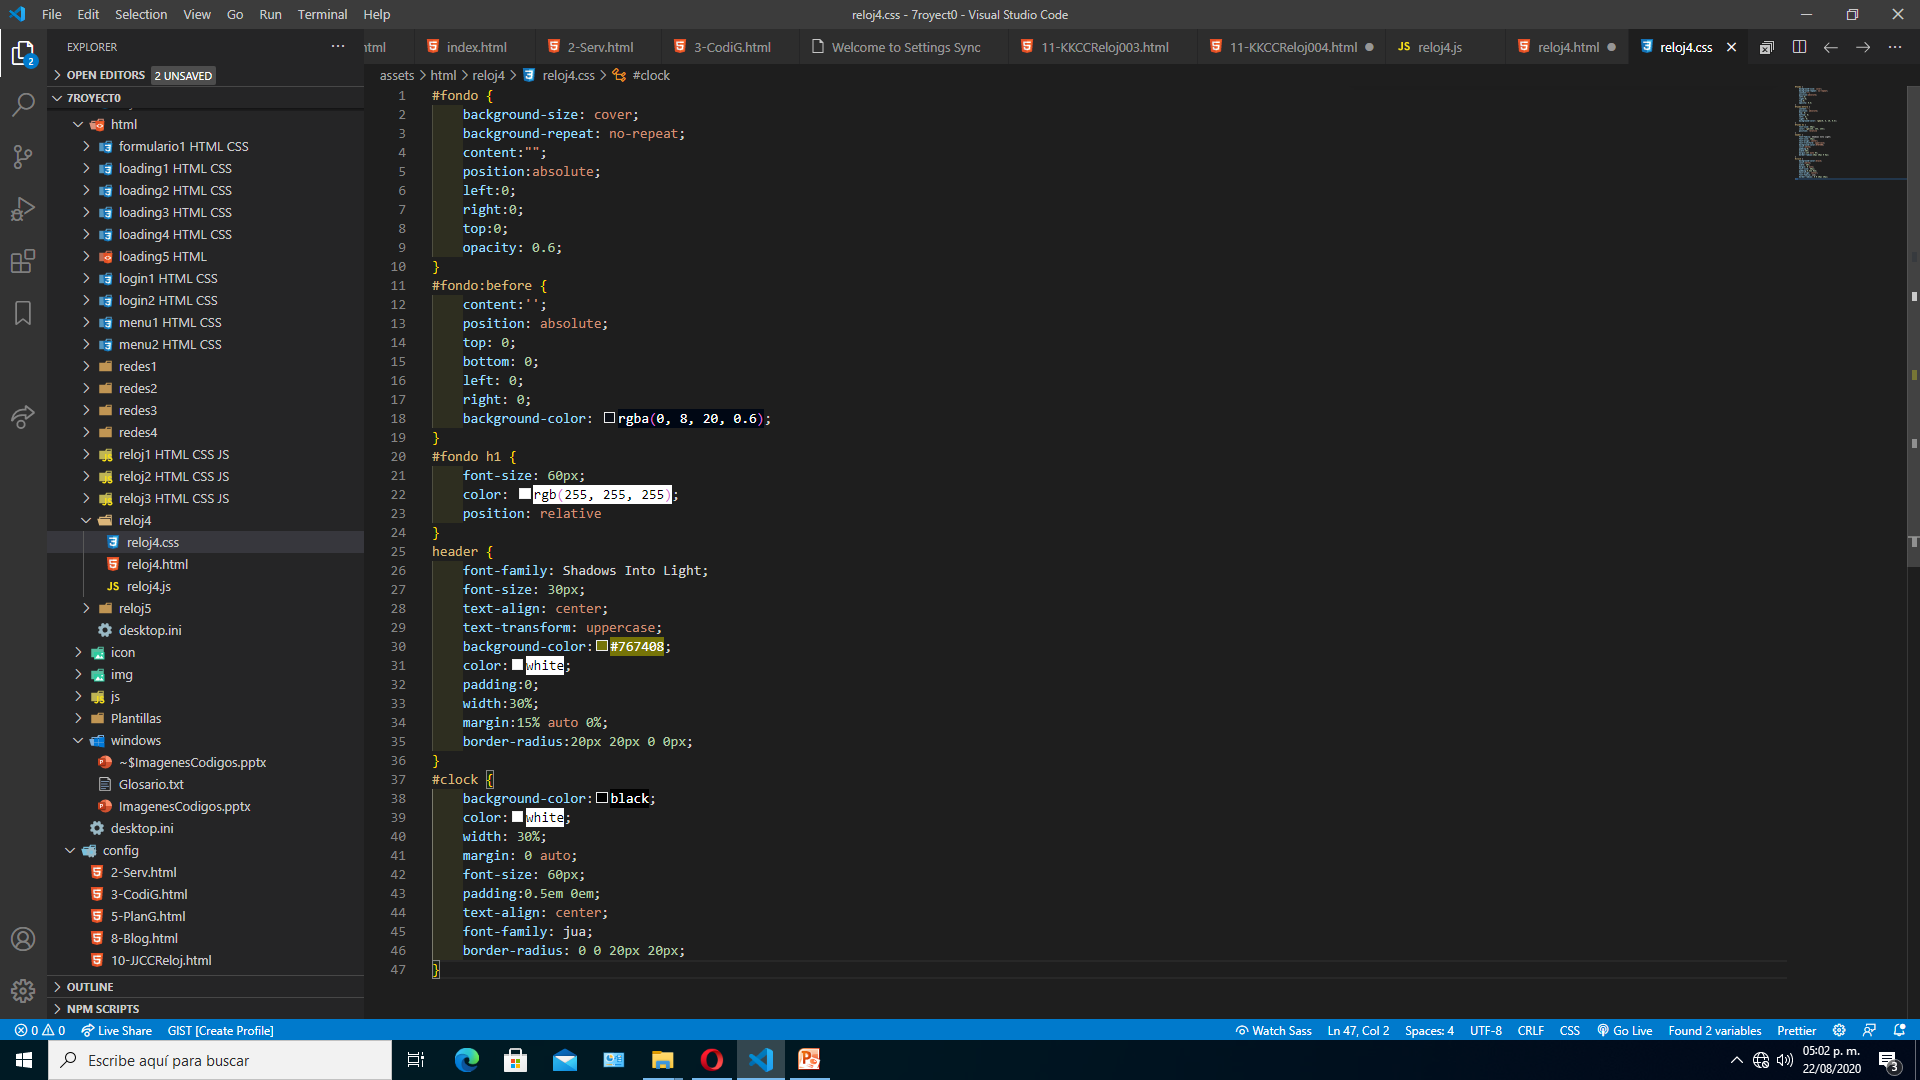 File Edit Selection View Go Run Terminal Help
reloj4.css - 7royect0 - Visual Studio Code
EXPLORER
html index.html 2-Serv.html 3-CodiG.html Welcome to Settings Sync 11-KKCCReloj003.html 11-KKCCReloj004.html JS reloj4.js reloj4.html reloj4.css
OPEN EDITORS 2 UNSAVED
7ROYECT0
html
formulario1 HTML CSS
loading1 HTML CSS
loading2 HTML CSS
loading3 HTML CSS
loading4 HTML CSS
loading5 HTML
login1 HTML CSS
login2 HTML CSS
menu1 HTML CSS
menu2 HTML CSS
redes1
redes2
redes3
redes4
reloj1 HTML CSS JS
reloj2 HTML CSS JS
reloj3 HTML CSS JS
reloj4
reloj4.css
reloj4.html
JS reloj4.js
reloj5
desktop.ini
icon
img
js
Plantillas
windows
~$ImagenesCodigos.pptx
Glosario.txt
ImagenesCodigos.pptx
desktop.ini
config
2-Serv.html
3-CodiG.html
5-PlanG.html
8-Blog.html
10-JJCCReloj.html
OUTLINE
NPM SCRIPTS
assets > html > reloj4 > reloj4.css > #clock
1 #fondo {
2 background-size: cover;
3 background-repeat: no-repeat;
4 content:"";
5 position:absolute;
6 left:0;
7 right:0;
8 top:0;
9 opacity: 0.6;
10 }
11 #fondo:before {
12 content:'';
13 position: absolute;
14 top: 0;
15 bottom: 0;
16 left: 0;
17 right: 0;
18 background-color: rgba(0, 8, 20, 0.6);
19 }
20 #fondo h1 {
21 font-size: 60px;
22 color: rgb(255, 255, 255);
23 position: relative
24 }
25 header {
26 font-family: Shadows Into Light;
27 font-size: 30px;
28 text-align: center;
29 text-transform: uppercase;
30 background-color:#767408;
31 color:white;
32 padding:0;
33 width:30%;
34 margin:15% auto 0%;
35 border-radius:20px 20px 0 0px;
36 }
37 #clock {
38 background-color:black;
39 color:white;
40 width: 30%;
41 margin: 0 auto;
42 font-size: 60px;
43 padding:0.5em 0em;
44 text-align: center;
45 font-family: jua;
46 border-radius: 0 0 20px 20px;
47 }
2
0 0 Live Share GIST [Create Profile] Watch Sass Ln 47, Col 2 Spaces: 4 UTF-8 CRLF CSS Go Live Found 2 variables Prettier
Escribe aquí para buscar
05:02 p. m.
22/08/2020
3